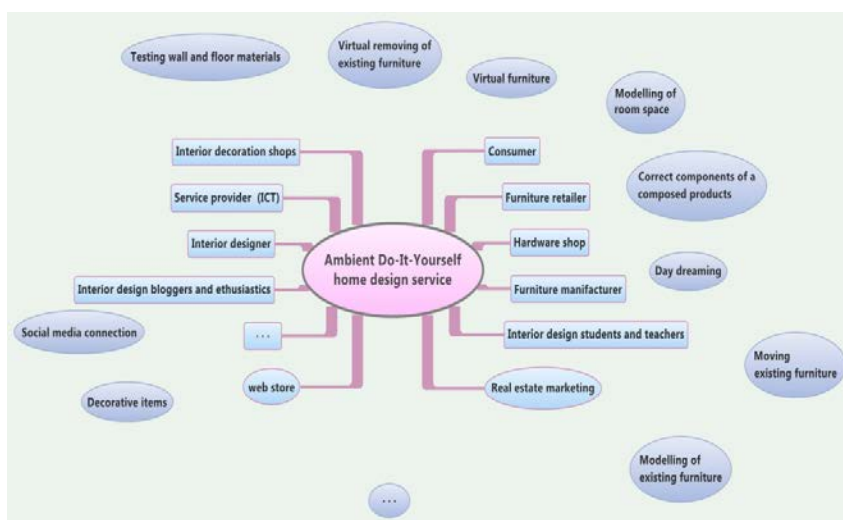 Testing wall and floor materials
Virtual removing of
existing furniture
Virtual furniture
Modelling of
room space
Interior decoration shops
Consumer
Correct components of a
composed products
Service provider (ICT)
Furniture retailer
Interior designer
Hardware shop
Ambient Do-It-Yourself
home design service
Day dreaming
Interior design bloggers and ethusiastics
Furniture manifacturer
Social media connection
...
Interior design students and teachers
Moving
existing furniture
web store
Real estate marketing
Decorative items
Modelling of
existing furniture
...